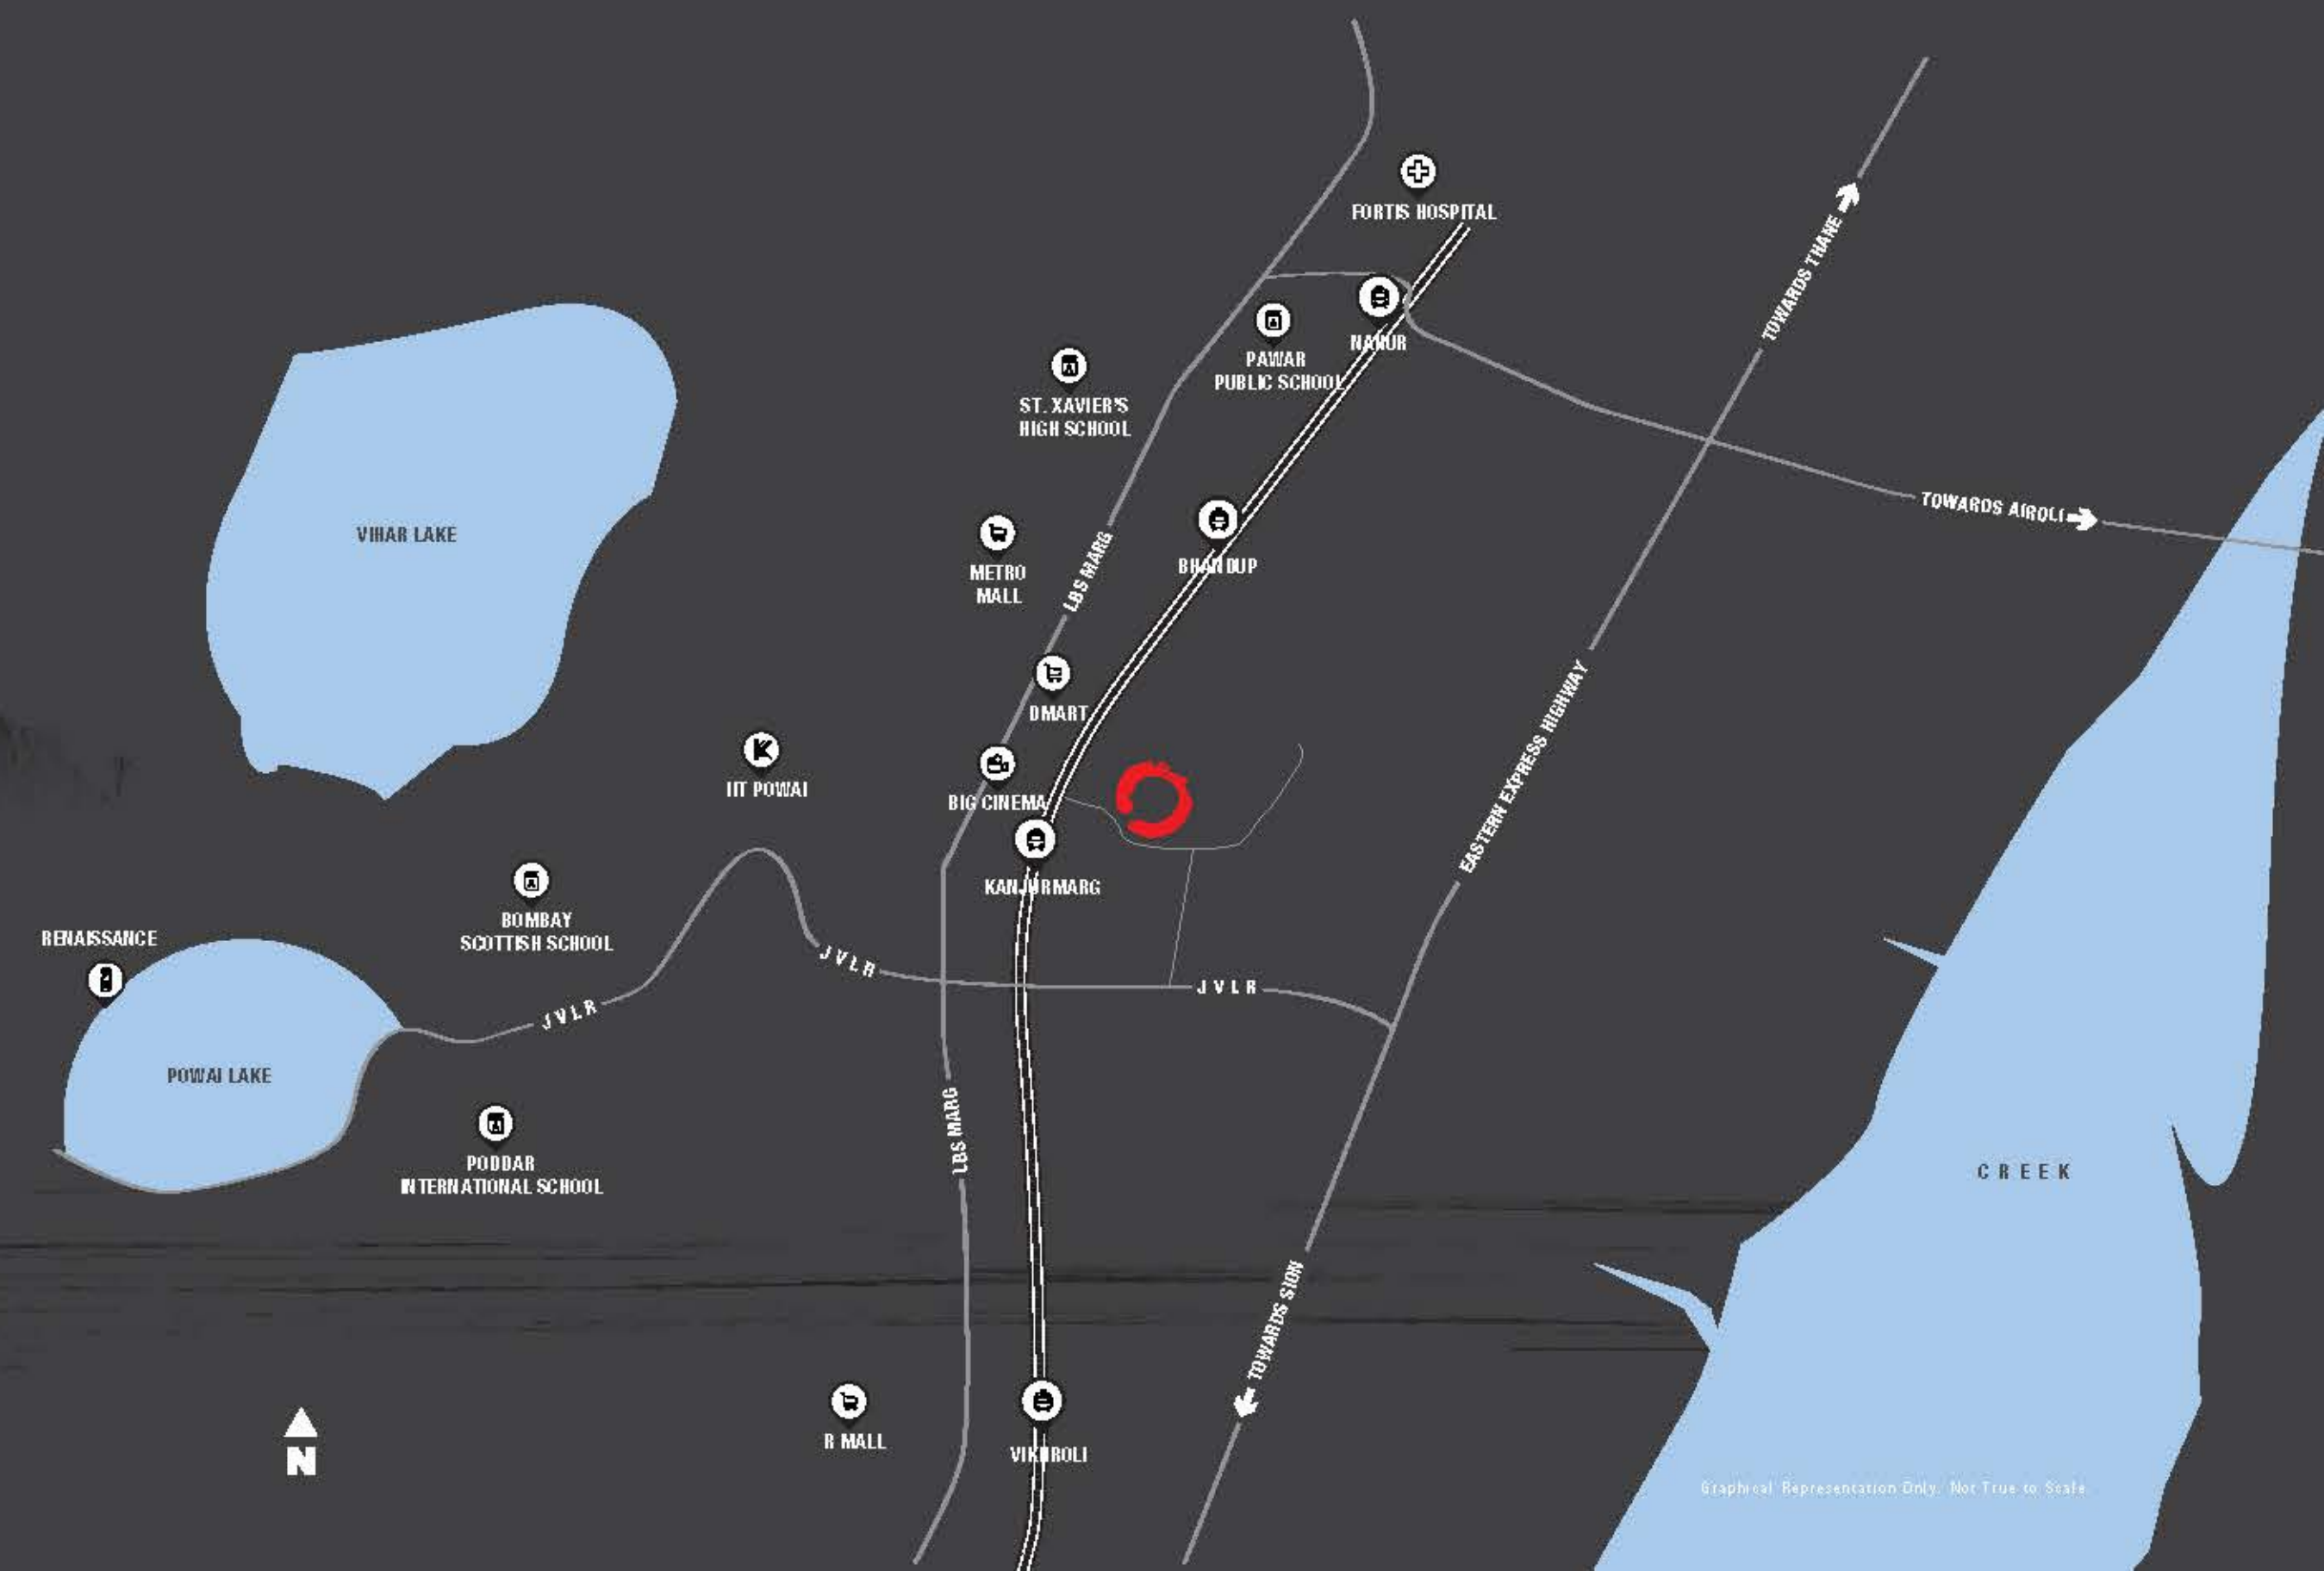 FORTIS HOSPITAL
TOWARDS THANE
NAHUR
PAWAR
PUBLIC SCHOOL
ST. XAVIER'S
HIGH SCHOOL
TOWARDS AIROLI
VIHAR LAKE
BHANDUP
METRO
MALL
LBS MARG
DMART
EASTERN EXPRESS HIGHWAY
IIT POWAI
BIG CINEMA
KANJURMARG
BOMBAY
SCOTTISH SCHOOL
RENAISSANCE
JVLR
JVLR
JVLR
POWAI LAKE
LBS MARG
PODDAR
INTERNATIONAL SCHOOL
CREEK
TOWARDS SION
R MALL
VIKHROLI
N
Graphical Representation Only. Not True to Scale